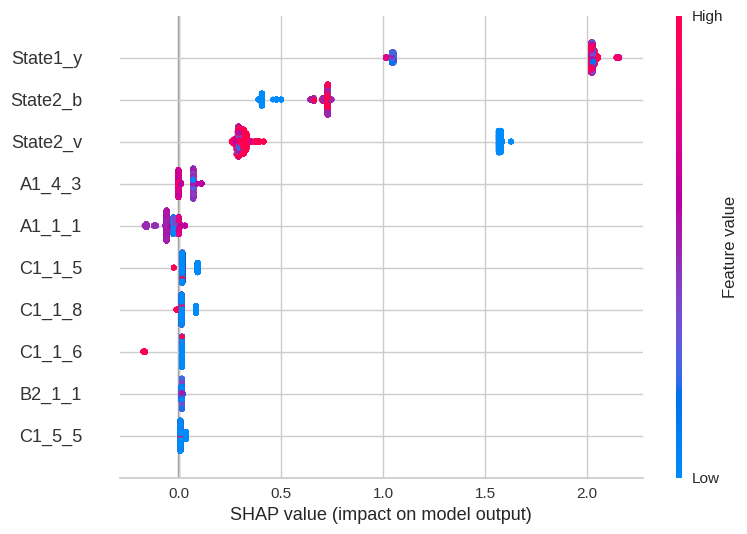 High
State1_y
State2_b
State2_v
A1_4_3
A1_1_1
C1_1_5
C1_1_8
C1_1_6
B2_1_1
C1_5_5
Feature value
Low
0.0 0.5 1.0 1.5 2.0
SHAP value (impact on model output)